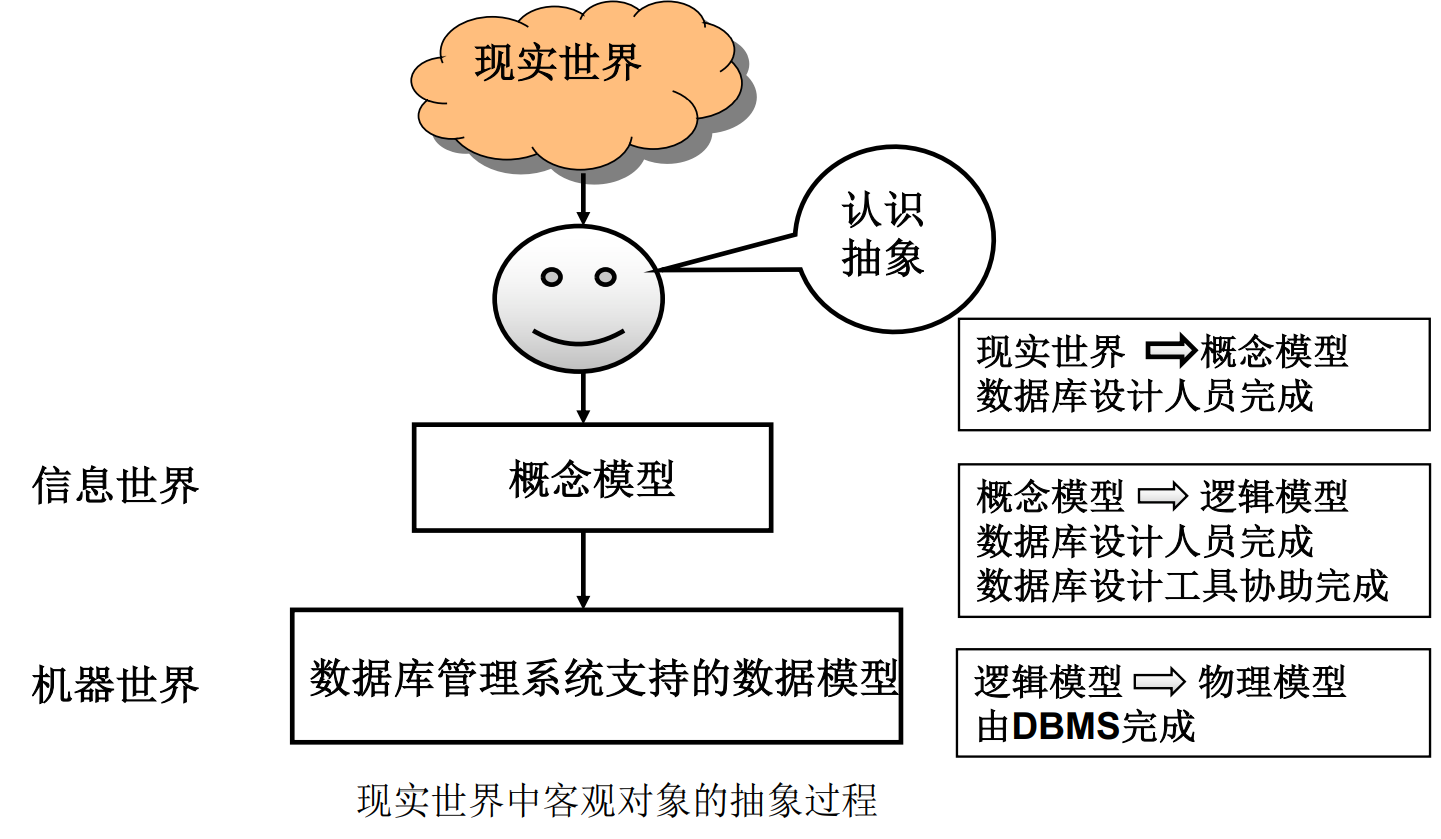 现实世界
认识
抽象
现实世界 概念模型
数据库设计人员完成
信息世界
概念模型
概念模型 逻辑模型
数据库设计人员完成
数据库设计工具协助完成
机器世界
数据库管理系统支持的数据模型
逻辑模型 物理模型
由DBMS完成
现实世界中客观对象的抽象过程